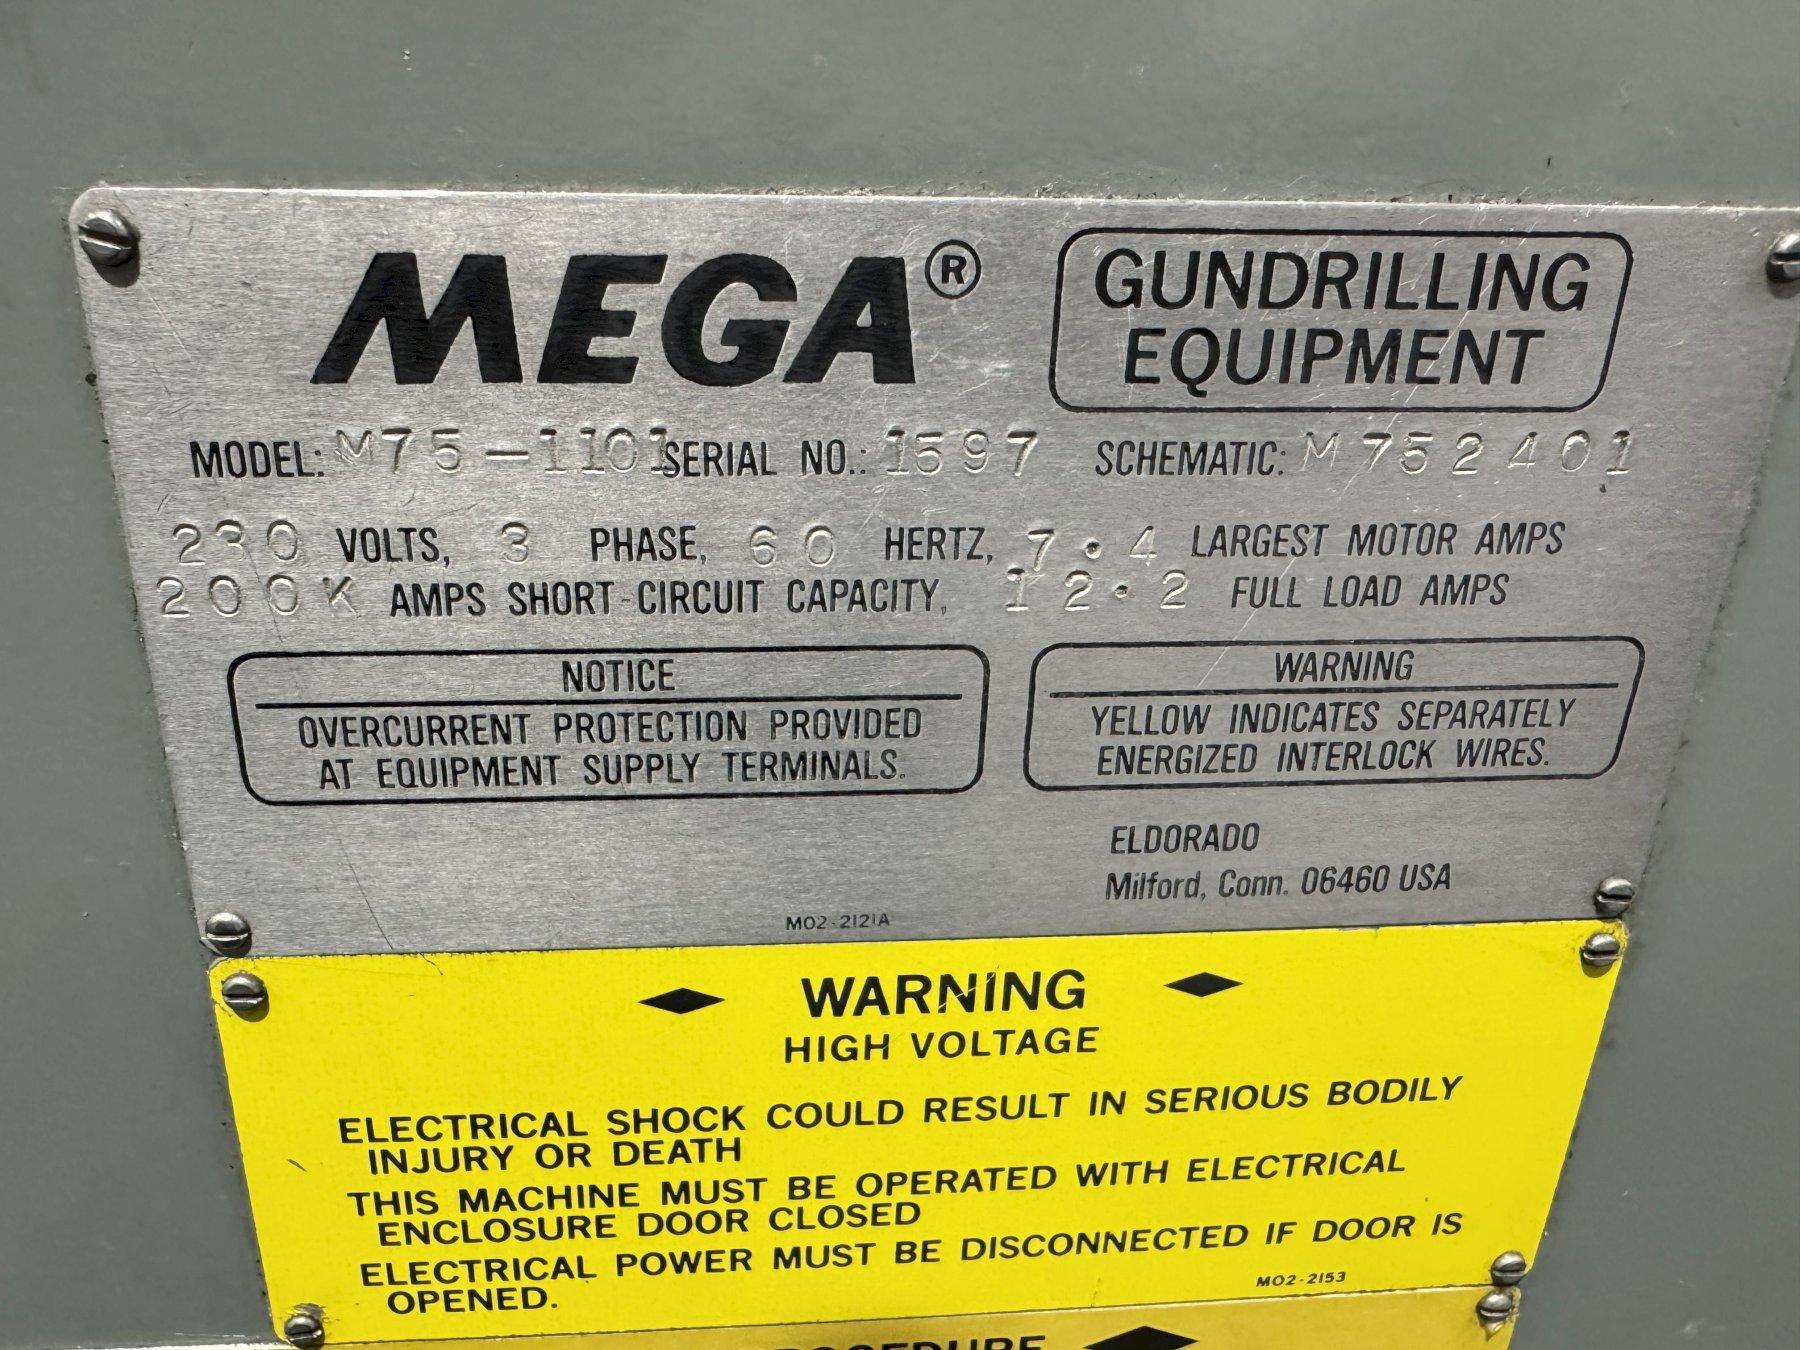 MEGA®
GUNDRILLING
EQUIPMENT
MODEL: M75-1101 SERIAL NO.: 1597 SCHEMATIC: M752401
230 VOLTS, 3 PHASE, 60 HERTZ, 7.4 LARGEST MOTOR AMPS
200K AMPS SHORT-CIRCUIT CAPACITY, 12.2 FULL LOAD AMPS
NOTICE
OVERCURRENT PROTECTION PROVIDED
AT EQUIPMENT SUPPLY TERMINALS.
WARNING
YELLOW INDICATES SEPARATELY
ENERGIZED INTERLOCK WIRES.
ELDORADO
Milford, Conn. 06460 USA
M02-2121A
WARNING
HIGH VOLTAGE
ELECTRICAL SHOCK COULD RESULT IN SERIOUS BODILY
INJURY OR DEATH
THIS MACHINE MUST BE OPERATED WITH ELECTRICAL
ENCLOSURE DOOR CLOSED
ELECTRICAL POWER MUST BE DISCONNECTED IF DOOR IS
OPENED.
M02-2153